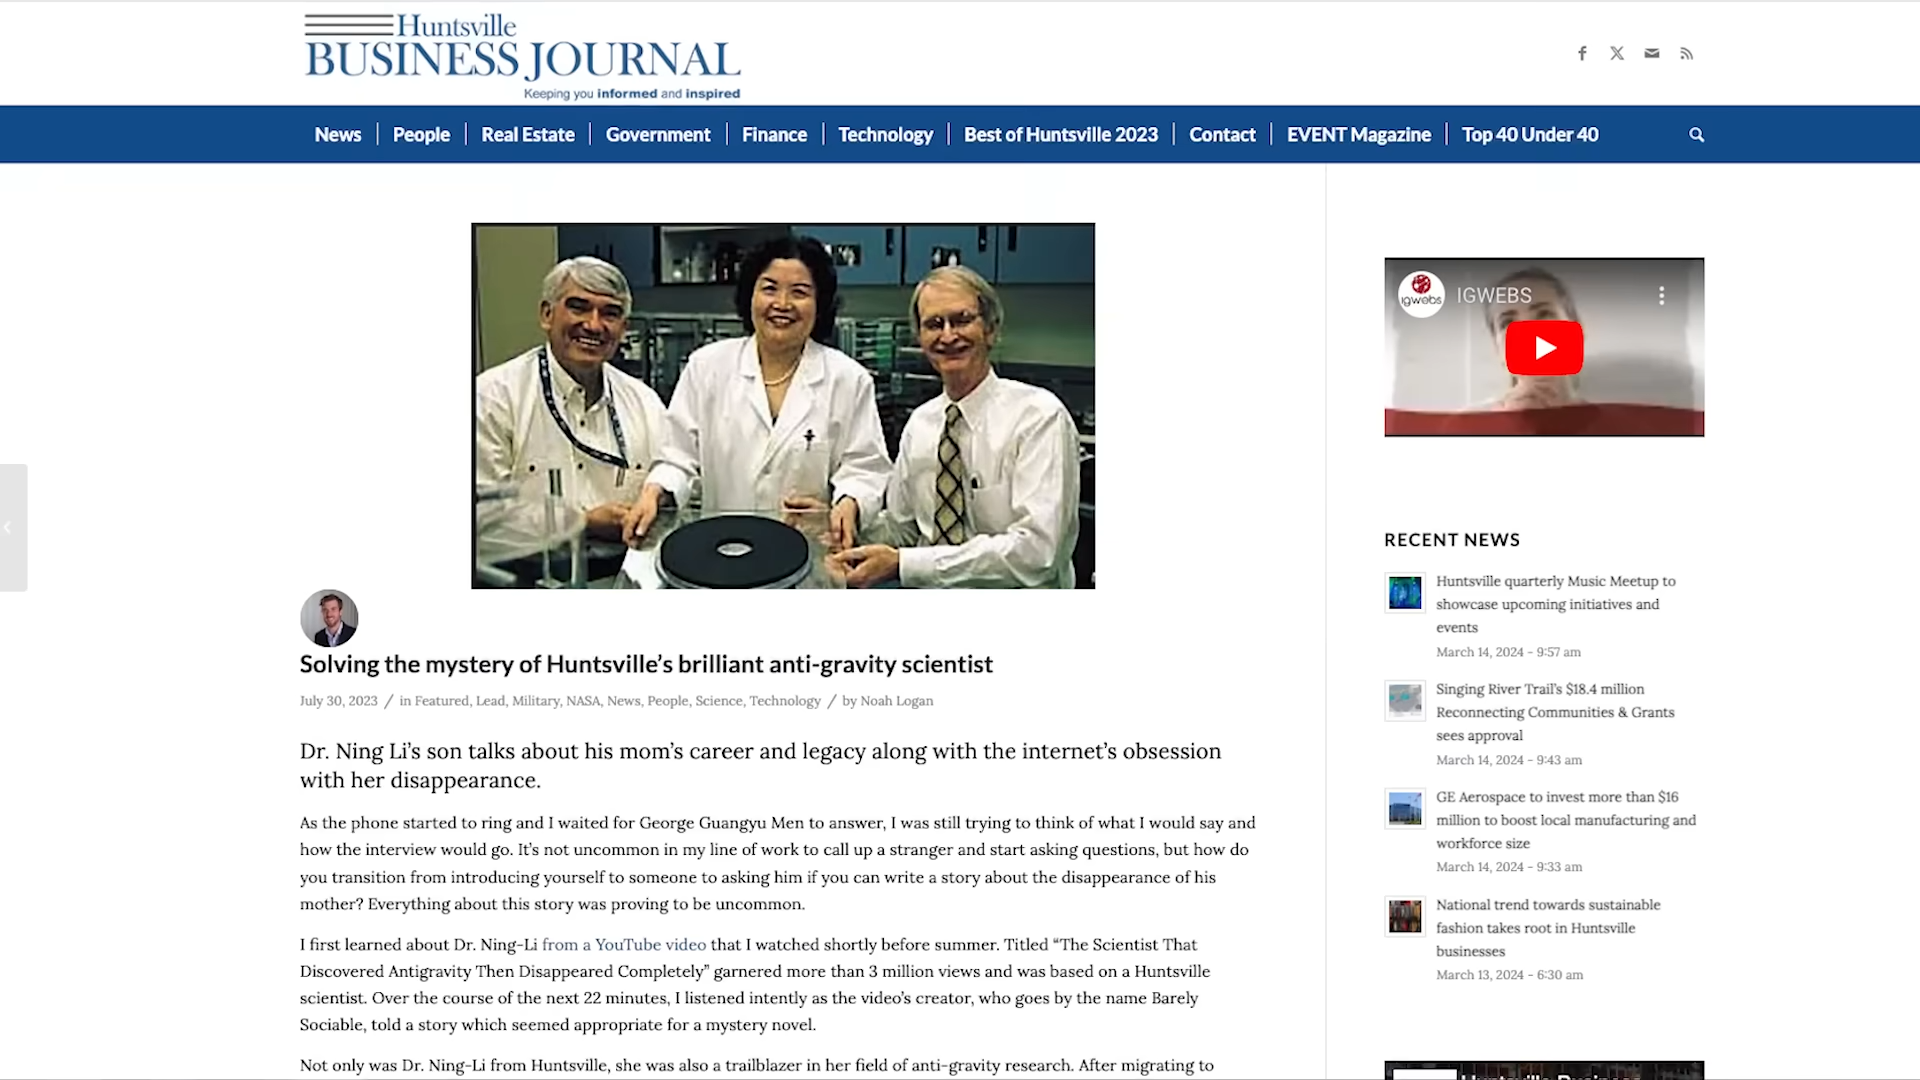 Huntsville
BUSINESS JOURNAL
Keeping you informed and inspired
News
People
Real Estate
Government
Finance
Technology
Best of Huntsville 2023
Contact
EVENT Magazine
Top 40 Under 40
igwebs
IGWEBS
Solving the mystery of Huntsville’s brilliant anti-gravity scientist
July 30, 2023 / in Featured, Lead, Military, NASA, News, People, Science, Technology / by Noah Logan
Dr. Ning Li’s son talks about his mom’s career and legacy along with the internet’s obsession
with her disappearance.
As the phone started to ring and I waited for George Guangyu Men to answer, I was still trying to think of what I would say and
how the interview would go. It’s not uncommon in my line of work to call up a stranger and start asking questions, but how do
you transition from introducing yourself to someone to asking him if you can write a story about the disappearance of his
mother? Everything about this story was proving to be uncommon.
I first learned about Dr. Ning-Li from a YouTube video that I watched shortly before summer. Titled “The Scientist That
Discovered Antigravity Then Disappeared Completely” garnered more than 3 million views and was based on a Huntsville
scientist. Over the course of the next 22 minutes, I listened intently as the video’s creator, who goes by the name Barely
Sociable, told a story which seemed appropriate for a mystery novel.
Not only was Dr. Ning-Li from Huntsville, she was also a trailblazer in her field of anti-gravity research. After migrating to
RECENT NEWS
Huntsville quarterly Music Meetup to
showcase upcoming initiatives and
events
March 14, 2024 - 9:57 am
Singing River Trail’s $18.4 million
Reconnecting Communities & Grants
sees approval
March 14, 2024 - 9:43 am
GE Aerospace to invest more than $16
million to boost local manufacturing and
workforce size
March 14, 2024 - 9:33 am
National trend towards sustainable
fashion takes root in Huntsville
businesses
March 13, 2024 - 6:30 am